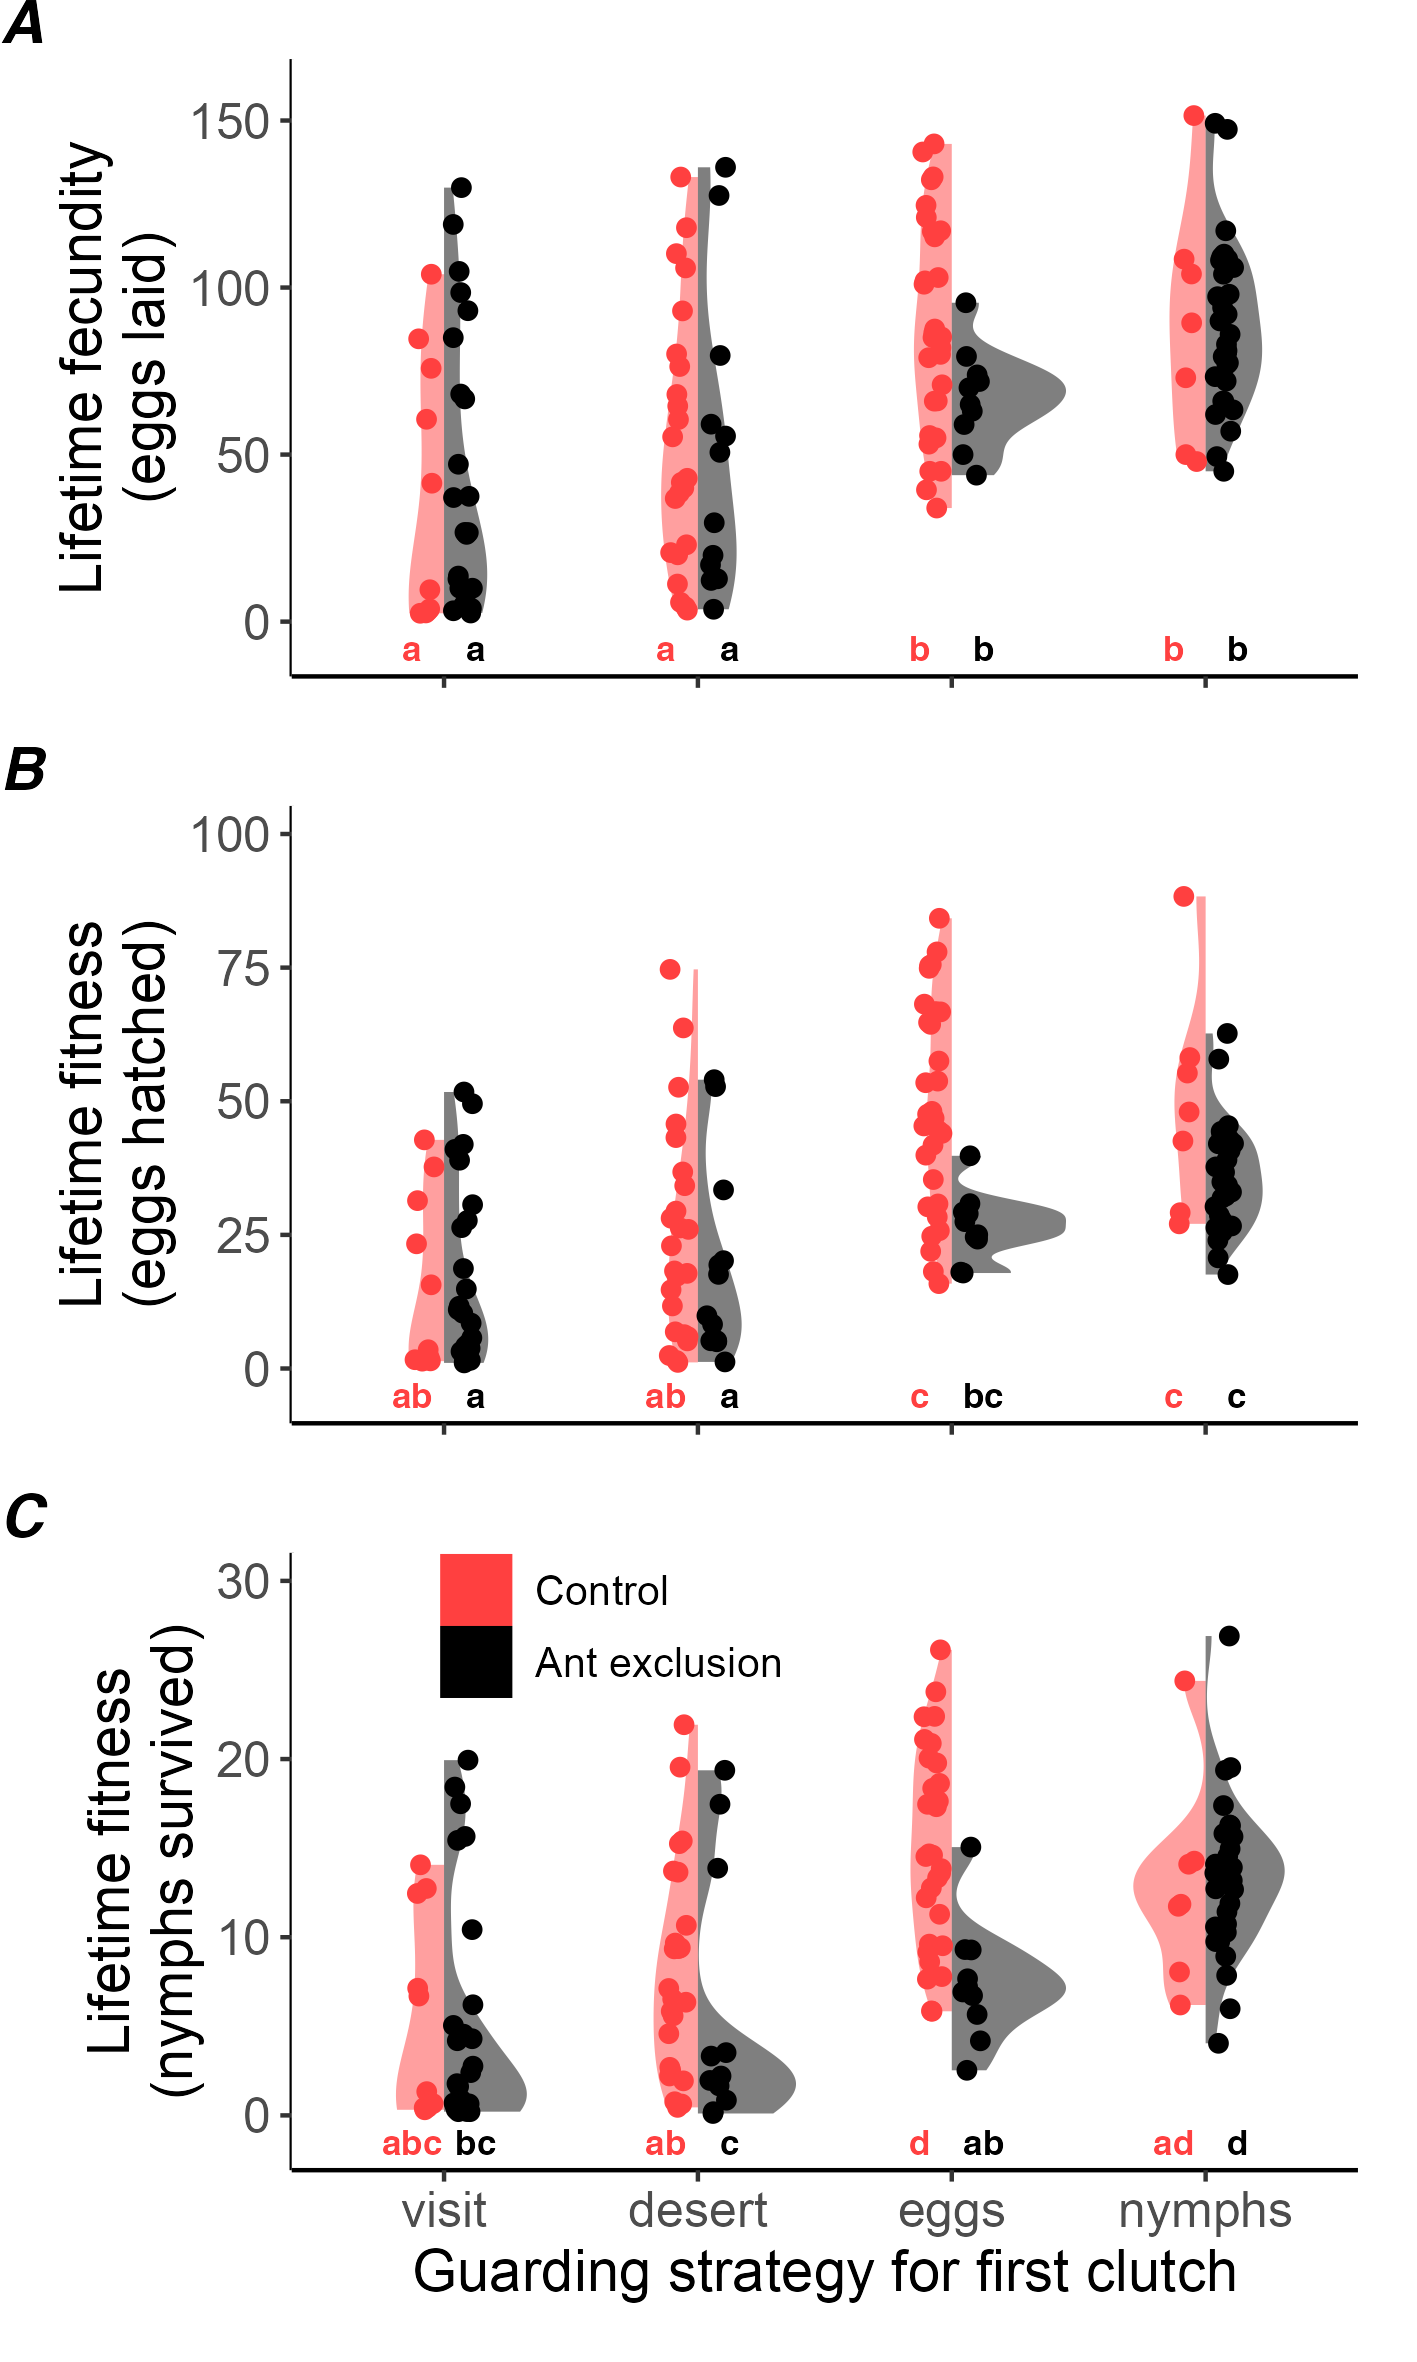 A
Lifetime fecundity
(eggs laid)
150
100
50
0
a a a a b b b b
B
Lifetime fitness
(eggs hatched)
100
75
50
25
0
ab a ab a c bc c c
C
Lifetime fitness
(nymphs survived)
30
20
10
0
Control
Ant exclusion
abc bc ab c d ab ad d
visit desert eggs nymphs
Guarding strategy for first clutch